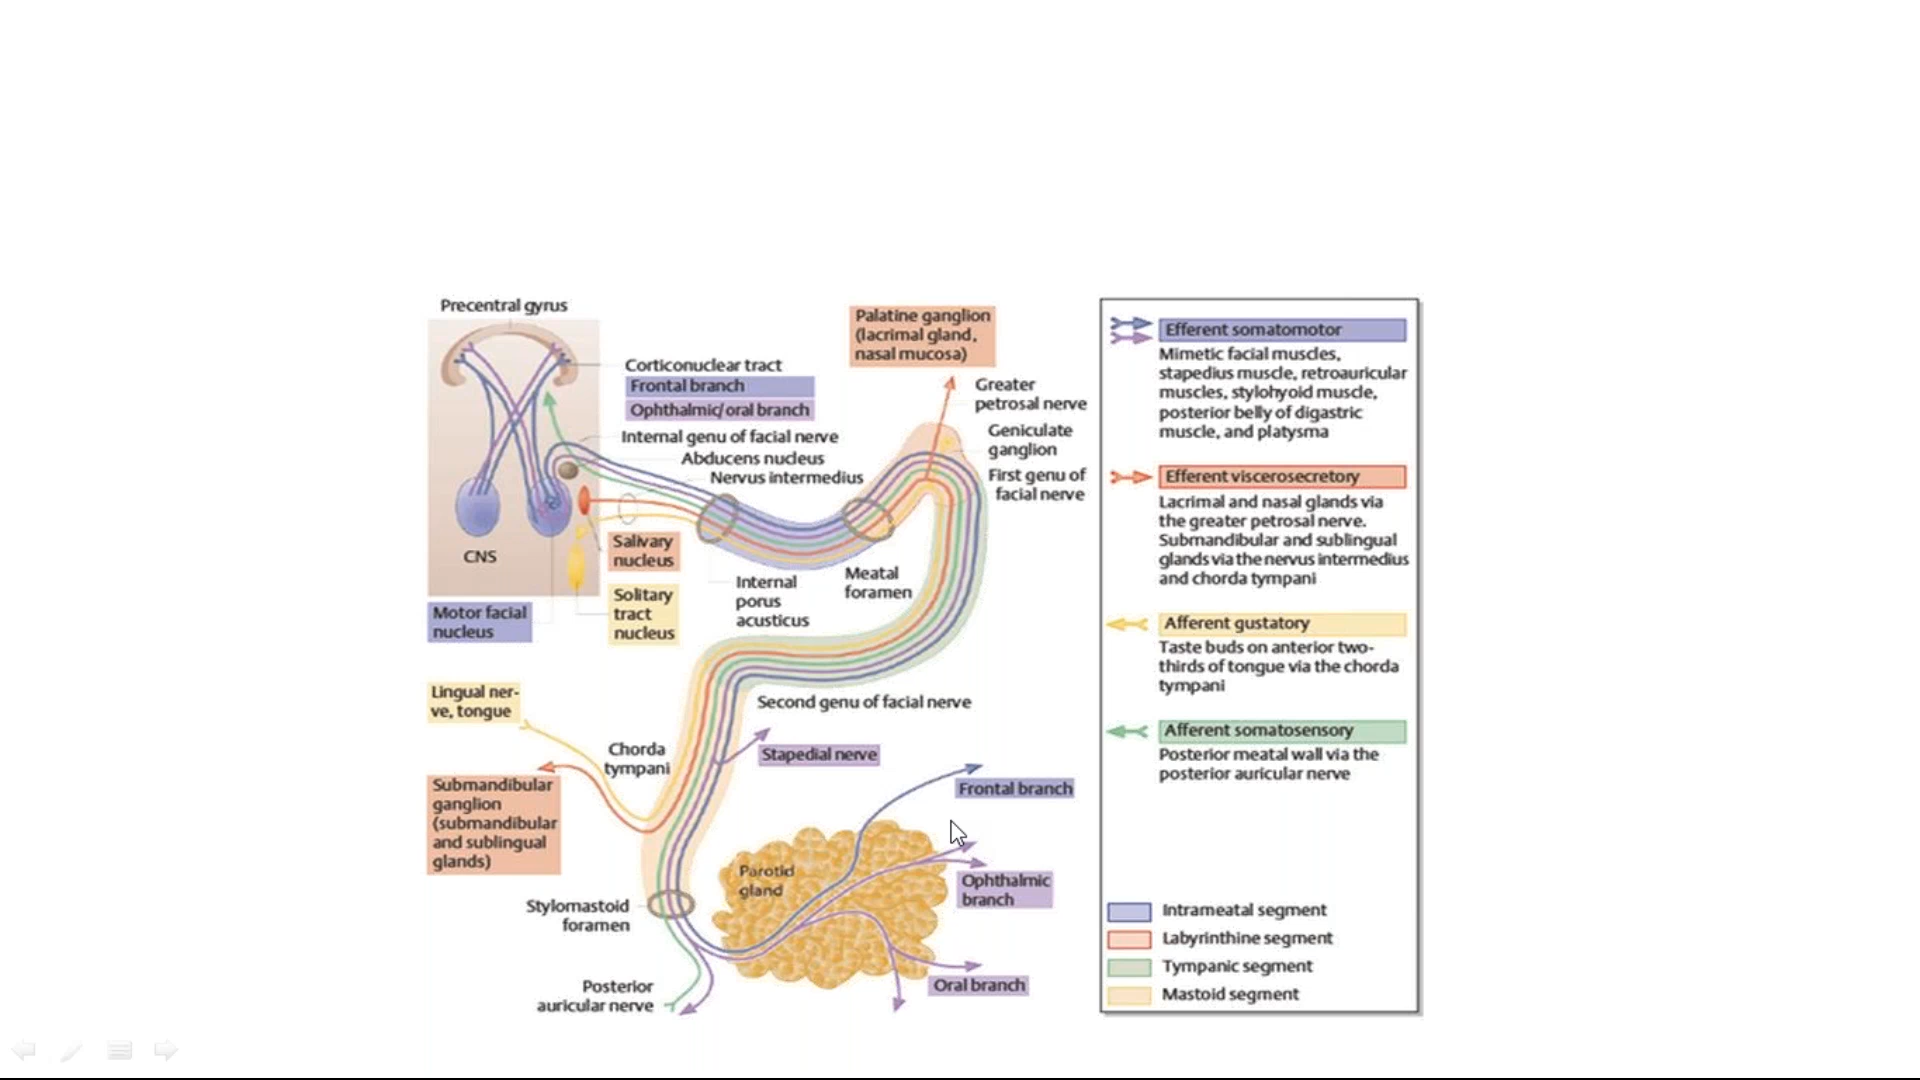 Precentral gyrus
Corticonuclear tract
Frontal branch
Ophthalmic/oral branch
Internal genu of facial nerve
Abducens nucleus
Nervus intermedius
Palatine ganglion
(lacrimal gland,
nasal mucosa)
Greater
petrosal nerve
Geniculate
ganglion
First genu of
facial nerve
CNS
Salivary
nucleus
Solitary
tract
nucleus
Motor facial
nucleus
Internal
porus
acusticus
Meatal
foramen
Second genu of facial nerve
Lingual ner-
ve, tongue
Chorda
tympani
Stapedial nerve
Submandibular
ganglion
(submandibular
and sublingual
glands)
Frontal branch
Parotid
gland
Ophthalmic
branch
Stylomastoid
foramen
Oral branch
Posterior
auricular nerve
Efferent somatomotor
Mimetic facial muscles,
stapedius muscle, retroauricular
muscles, stylohyoid muscle,
posterior belly of digastric
muscle, and platysma
Efferent viscerosecretory
Lacrimal and nasal glands via
the greater petrosal nerve.
Submandibular and sublingual
glands via the nervus intermedius
and chorda tympani
Afferent gustatory
Taste buds on anterior two-
thirds of tongue via the chorda
tympani
Afferent somatosensory
Posterior meatal wall via the
posterior auricular nerve
Intrameatal segment
Labyrinthine segment
Tympanic segment
Mastoid segment